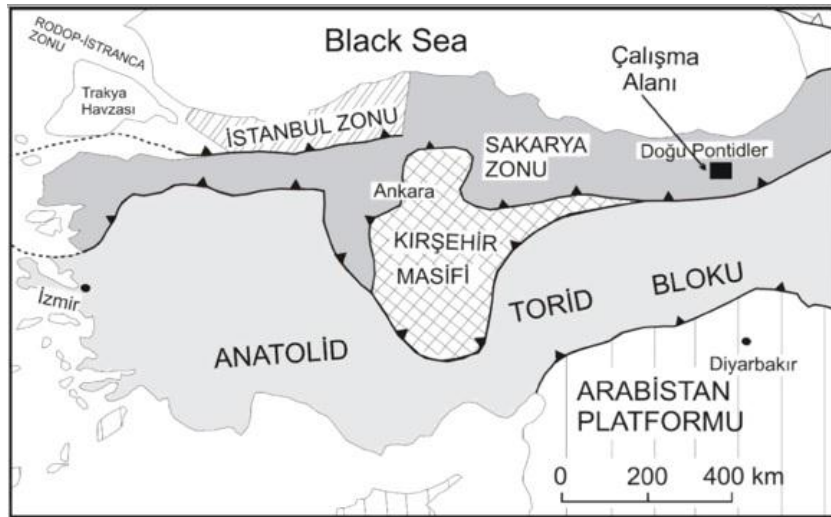 RODOP-İSTRANCA
ZONU
Black Sea
Çalışma
Alanı
Trakya
Havzası
İSTANBUL ZONU
SAKARYA
ZONU
Doğu Pontidler
Ankara
KIRŞEHİR
MASİFİ
İzmir
TORİD
BLOKU
ANATOLİD
Diyarbakır
ARABİSTAN
PLATFORMU
0 200 400 km